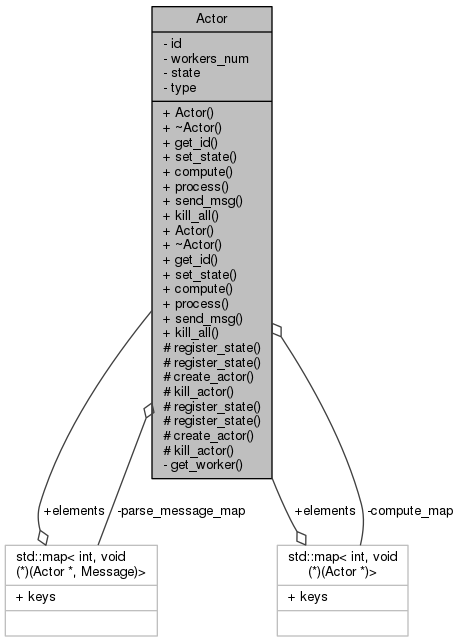 Actor
- id
- workers_num
- state
- type
+ Actor()
+ ~Actor()
+ get_id()
+ set_state()
+ compute()
+ process()
+ send_msg()
+ kill_all()
+ Actor()
+ ~Actor()
+ get_id()
+ set_state()
+ compute()
+ process()
+ send_msg()
+ kill_all()
# register_state()
# register_state()
# create_actor()
# kill_actor()
# register_state()
# register_state()
# create_actor()
# kill_actor()
- get_worker()
+elements
-parse_message_map
+elements
-compute_map
std::map< int, void
(*)(Actor *, Message)>
+ keys
std::map< int, void
(*)(Actor *)>
+ keys